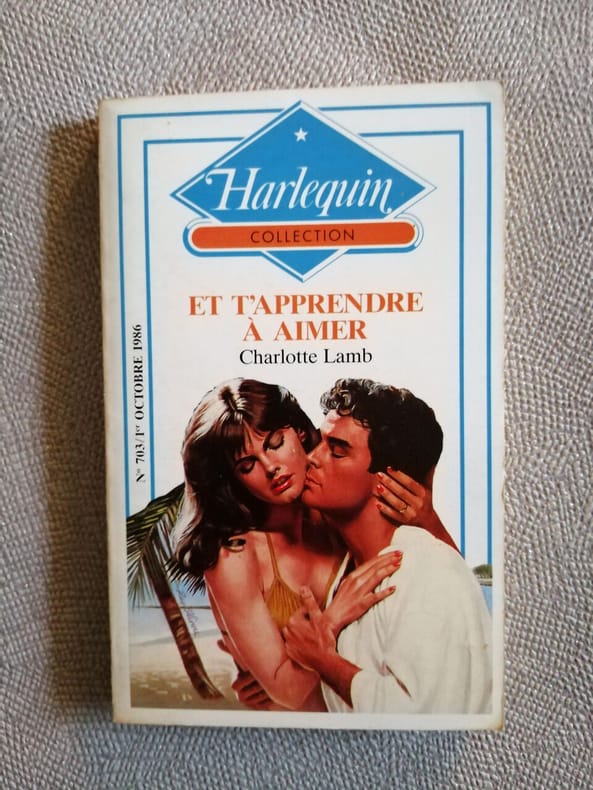 Harlequin
COLLECTION
ET T'APPRENDRE
À AIMER
Charlotte Lamb
N° 703/1er OCTOBRE 1986